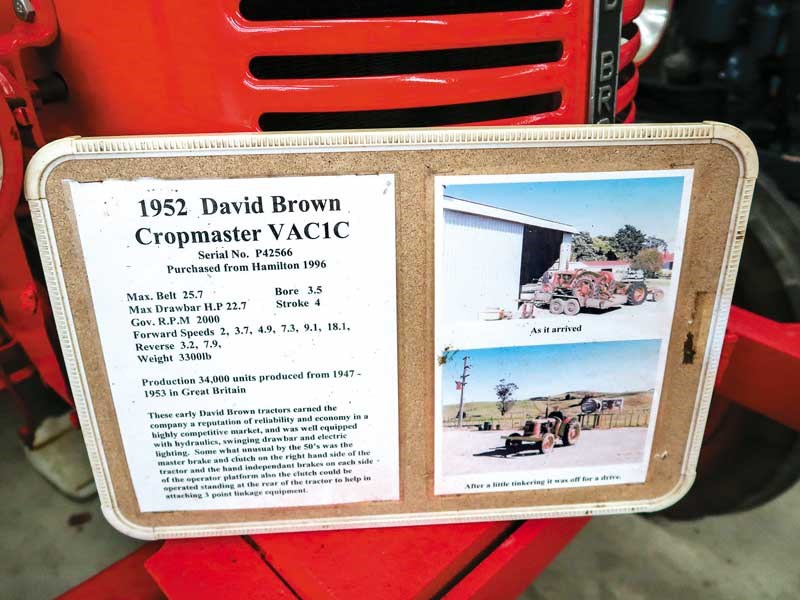 BRO
1952 David Brown
Cropmaster VAC1C
Serial No. P42566
Purchased from Hamilton 1996
Max. Belt 25.7 Bore 3.5
Max Drawbar H.P 22.7 Stroke 4
Gov. R.P.M 2000
Forward Speeds 2, 3.7, 4.9, 7.3, 9.1, 18.1,
Reverse 3.2, 7.9,
Weight 3300lb
Production 34,000 units produced from 1947 -
1953 in Great Britain
These early David Brown tractors earned the
company a reputation of reliability and economy in a
highly competitive market, and was well equipped
with hydraulics, swinging drawbar and electric
lighting. Some what unusual by the 50's was the
master brake and clutch on the right hand side of the
tractor and the hand independant brakes on each side
of the operator platform also the clutch could be
operated standing at the rear of the tractor to help in
attaching 3 point linkage equipment.
As it arrived
After a little tinkering it was off for a drive.